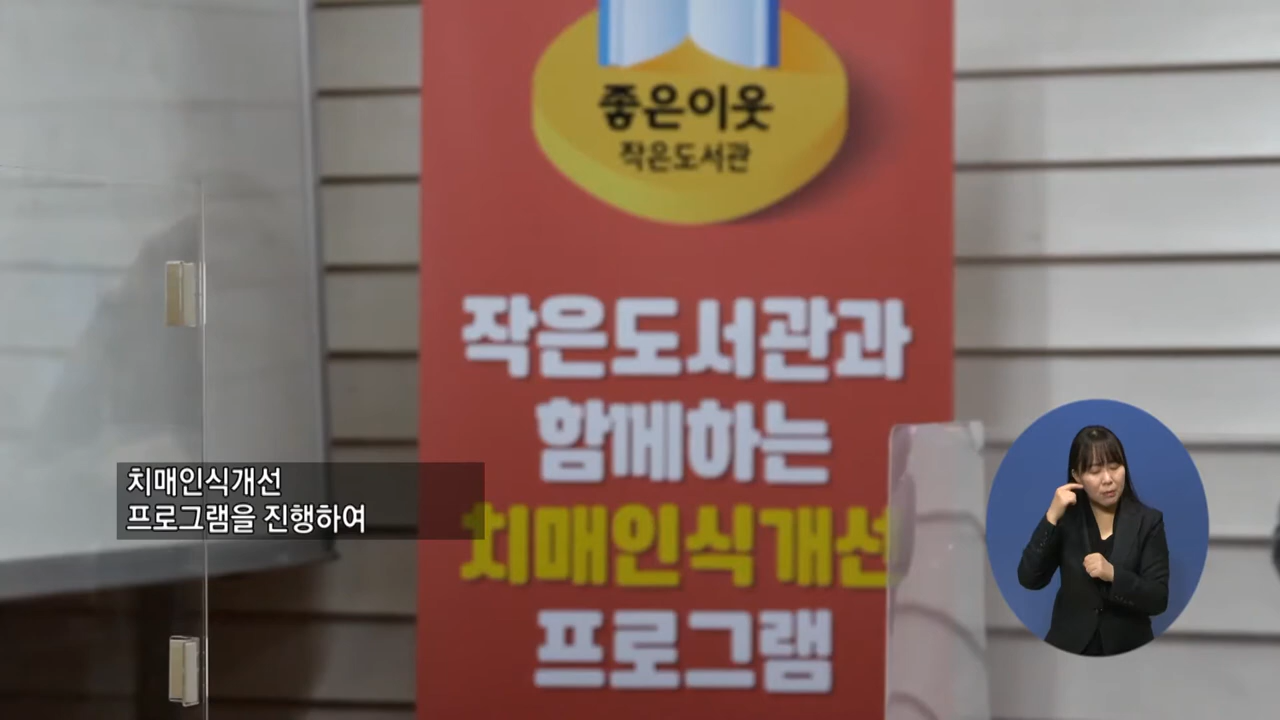 좋은이웃
작은도서관
작은도서관과
함께하는
치매인식개선
프로그램
치매인식개선
프로그램을 진행하여